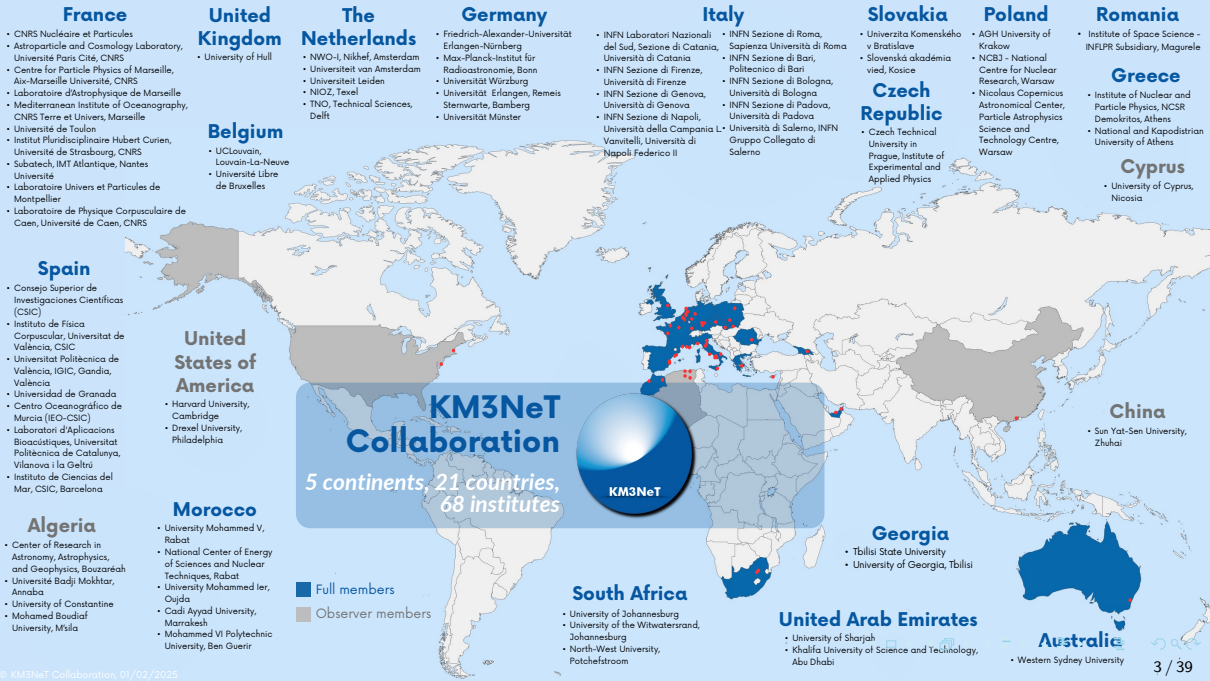 France
• CNRS Nucléaire et Particules
• Astroparticle and Cosmology Laboratory,
Université Paris Cité, CNRS
• Centre for Particle Physics of Marseille,
Aix-Marseille Université, CNRS
• Laboratoire d'Astrophysique de Marseille
• Mediterranean Institute of Oceanography,
CNRS Terre et Univers, Marseille
• Université de Toulon
• Institut Pluridisciplinaire Hubert Curien,
Université de Strasbourg, CNRS
• Subatech, IMT Atlantique, Nantes
Université
• Laboratoire Univers et Particules de
Montpellier
• Laboratoire de Physique Corpusculaire de
Caen, Université de Caen, CNRS
United
Kingdom
• University of Hull
Belgium
• UCLouvain,
Louvain-La-Neuve
• Université Libre
de Bruxelles
The
Netherlands
• NWO-I, Nikhef, Amsterdam
• Universiteit van Amsterdam
• Universiteit Leiden
• NIOZ, Texel
• TNO, Technical Sciences,
Delft
Germany
• Friedrich-Alexander-Universität
Erlangen-Nürnberg
• Max-Planck-Institut für
Radioastronomie, Bonn
• Universität Würzburg
• Universität Erlangen, Remeis
Sternwarte, Bamberg
• Universität Münster
Italy
• INFN Laboratori Nazionali
del Sud, Sezione di Catania,
Università di Catania
• INFN Sezione di Firenze,
Università di Firenze
• INFN Sezione di Genova,
Università di Genova
• INFN Sezione di Napoli,
Università della Campania L.
Vanvitelli, Università di
Napoli Federico II
• INFN Sezione di Roma,
Sapienza Università di Roma
• INFN Sezione di Bari,
Politecnico di Bari
• INFN Sezione di Bologna,
Università di Bologna
• INFN Sezione di Padova,
Università di Padova
• Università di Salerno, INFN
Gruppo Collegato di
Salerno
Slovakia
• Univerzita Komenského
v Bratislave
• Slovenská akadémia
vied, Kosice
Czech
Republic
• Czech Technical
University in
Prague, Institute of
Experimental and
Applied Physics
Poland
• AGH University of
Krakow
• NCBJ - National
Centre for Nuclear
Research, Warsaw
• Nicolaus Copernicus
Astronomical Center,
Particle Astrophysics
Science and
Technology Centre,
Warsaw
Romania
• Institute of Space Science -
INFLPR Subsidiary, Magurele
Greece
• Institute of Nuclear and
Particle Physics, NCSR
Demokritos, Athens
• National and Kapodistrian
University of Athens
Cyprus
• University of Cyprus,
Nicosia
Spain
• Consejo Superior de
Investigaciones Científicas
(CSIC)
• Instituto de Física
Corpuscular, Universitat de
València, CSIC
• Universitat Politècnica de
València, IGIC, Gandia,
València
• Universidad de Granada
• Centro Oceanográfico de
Murcia (IEO-CSIC)
• Laboratori d'Aplicacions
Bioacústiques, Universitat
Politècnica de Catalunya,
Vilanova i la Geltrú
• Instituto de Ciencias del
Mar, CSIC, Barcelona
United
States of
America
• Harvard University,
Cambridge
• Drexel University,
Philadelphia
KM3NeT
Collaboration
5 continents, 21 countries,
68 institutes
KM3NeT
China
• Sun Yat-Sen University,
Zhuhai
Algeria
• Center of Research in
Astronomy, Astrophysics,
and Geophysics, Bouzaréah
• Université Badji Mokhtar,
Annaba
• University of Constantine
• Mohamed Boudiaf
University, M'sila
Morocco
• University Mohammed V,
Rabat
• National Center of Energy
of Sciences and Nuclear
Techniques, Rabat
• University Mohammed Ier,
Oujda
• Cadi Ayyad University,
Marrakech
• Mohammed VI Polytechnic
University, Ben Guerir
Full members
Observer members
South Africa
• University of Johannesburg
• University of the Witwatersrand,
Johannesburg
• North-West University,
Potchefstroom
Georgia
• Tbilisi State University
• University of Georgia, Tbilisi
United Arab Emirates
• University of Sharjah
• Khalifa University of Science and Technology,
Abu Dhabi
Australia
• Western Sydney University
© KM3NeT Collaboration, 01/02/2025
3 / 39